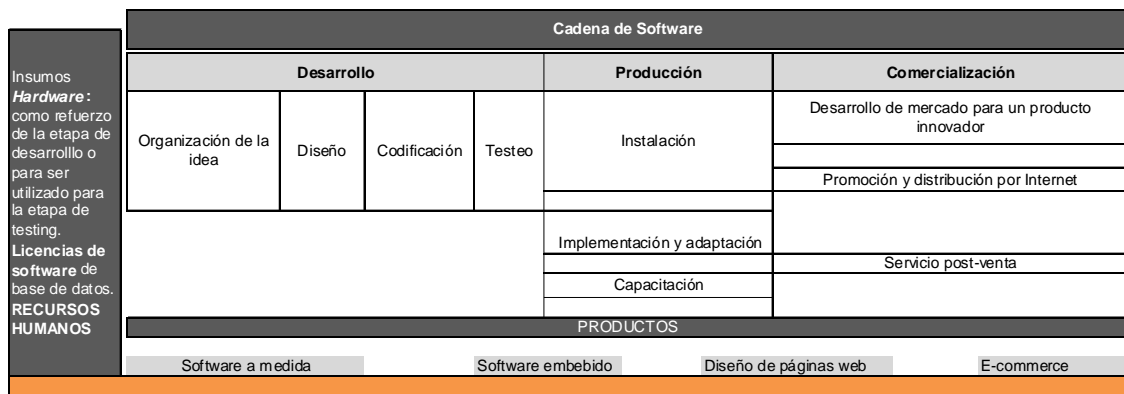 Cadena de Software
Insumos
Hardware:
como refuerzo
de la etapa de
desarrolllo o
para ser
utilizado para
la etapa de
testing.
Licencias de
software de
base de datos.
RECURSOS
HUMANOS
Desarrollo
Producción
Comercialización
Organización de la
idea
Diseño
Codificación
Testeo
Instalación
Desarrollo de mercado para un producto
innovador
Promoción y distribución por Internet
Implementación y adaptación
Servicio post-venta
Capacitación
PRODUCTOS
Software a medida
Software embebido
Diseño de páginas web
E-commerce